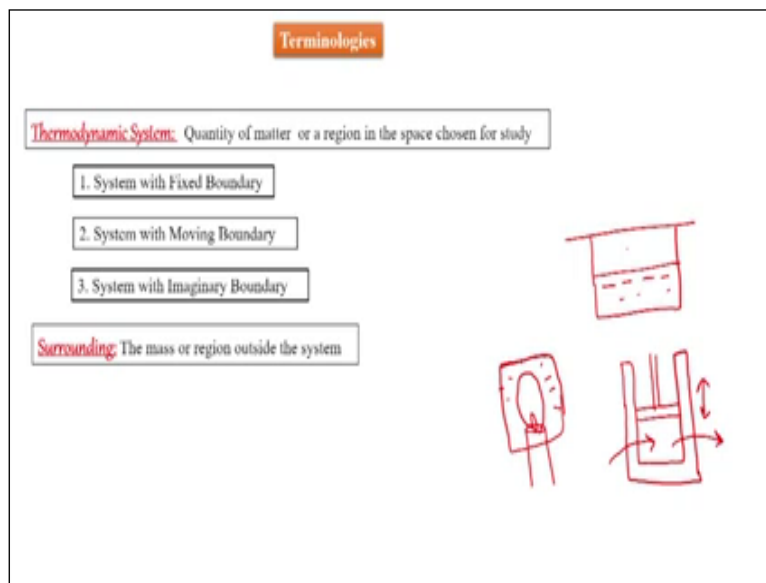 Terminologies
Thermodynamic System: Quantity of matter or a region in the space chosen for study
1. System with Fixed Boundary
2. System with Moving Boundary
3. System with Imaginary Boundary
Surrounding: The mass or region outside the system